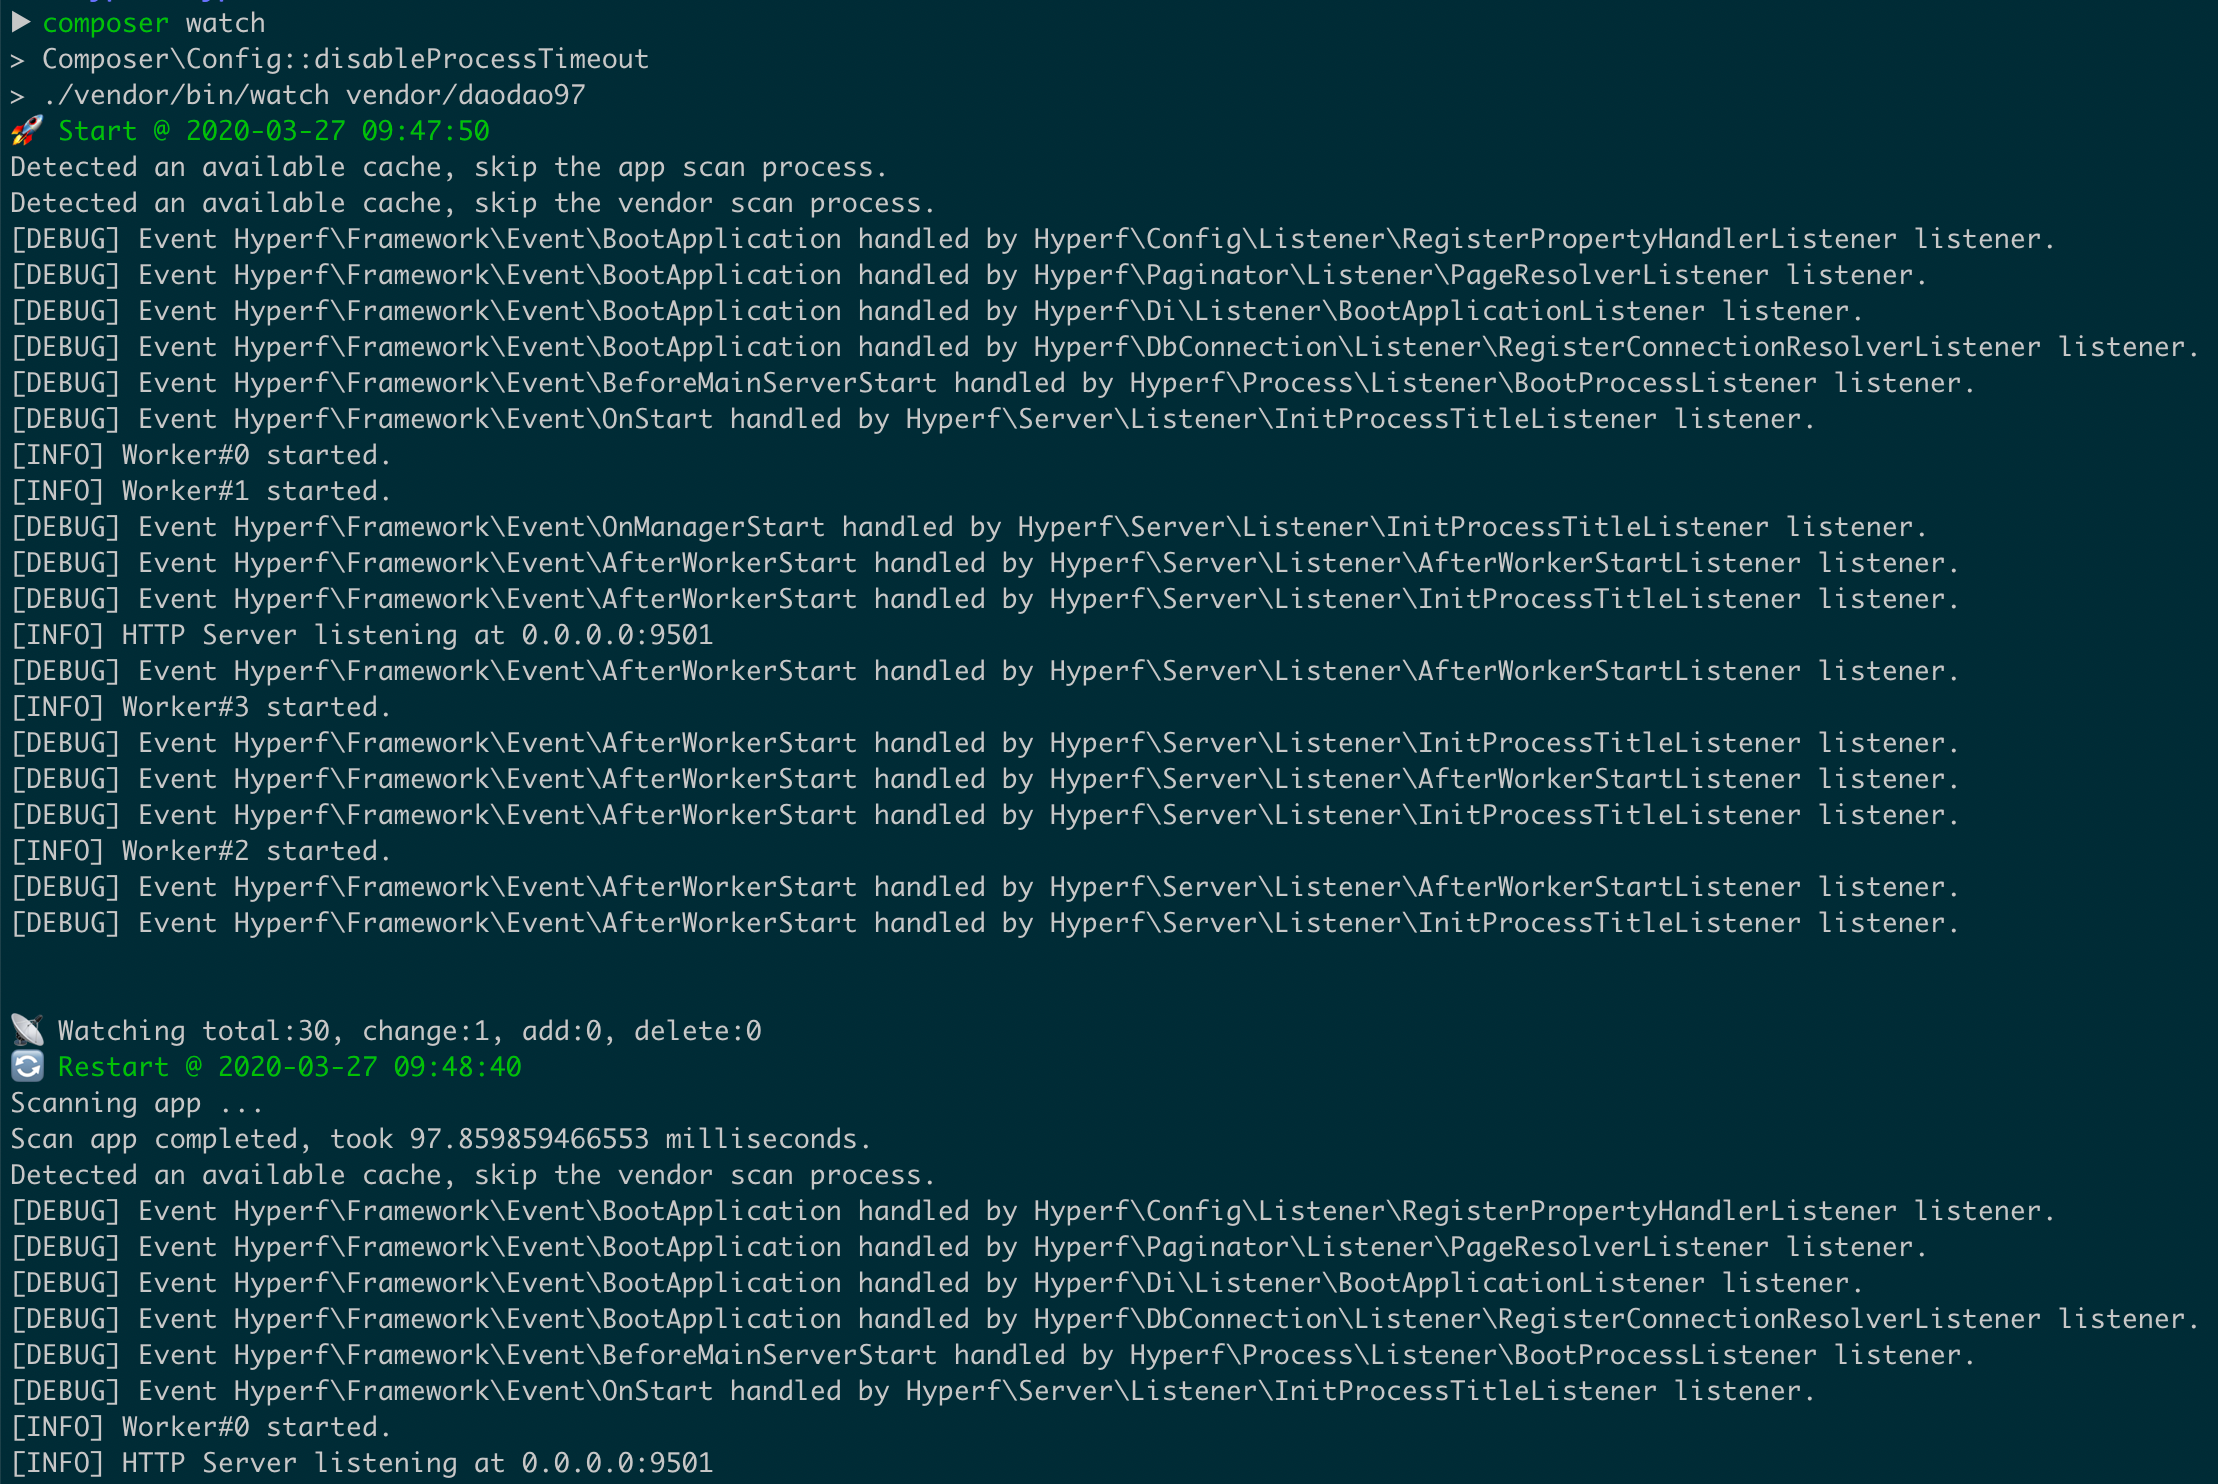 ▶ composer watch
> Composer\Config::disableProcessTimeout
> ./vendor/bin/watch vendor/daodao97
🚀 Start @ 2020-03-27 09:47:50
Detected an available cache, skip the app scan process.
Detected an available cache, skip the vendor scan process.
[DEBUG] Event Hyperf\Framework\Event\BootApplication handled by Hyperf\Config\Listener\RegisterPropertyHandlerListener listener.
[DEBUG] Event Hyperf\Framework\Event\BootApplication handled by Hyperf\Paginator\Listener\PageResolverListener listener.
[DEBUG] Event Hyperf\Framework\Event\BootApplication handled by Hyperf\Di\Listener\BootApplicationListener listener.
[DEBUG] Event Hyperf\Framework\Event\BootApplication handled by Hyperf\DbConnection\Listener\RegisterConnectionResolverListener listener.
[DEBUG] Event Hyperf\Framework\Event\BeforeMainServerStart handled by Hyperf\Process\Listener\BootProcessListener listener.
[DEBUG] Event Hyperf\Framework\Event\OnStart handled by Hyperf\Server\Listener\InitProcessTitleListener listener.
[INFO] Worker#0 started.
[INFO] Worker#1 started.
[DEBUG] Event Hyperf\Framework\Event\OnManagerStart handled by Hyperf\Server\Listener\InitProcessTitleListener listener.
[DEBUG] Event Hyperf\Framework\Event\AfterWorkerStart handled by Hyperf\Server\Listener\AfterWorkerStartListener listener.
[DEBUG] Event Hyperf\Framework\Event\AfterWorkerStart handled by Hyperf\Server\Listener\InitProcessTitleListener listener.
[INFO] HTTP Server listening at 0.0.0.0:9501
[DEBUG] Event Hyperf\Framework\Event\AfterWorkerStart handled by Hyperf\Server\Listener\AfterWorkerStartListener listener.
[INFO] Worker#3 started.
[DEBUG] Event Hyperf\Framework\Event\AfterWorkerStart handled by Hyperf\Server\Listener\InitProcessTitleListener listener.
[DEBUG] Event Hyperf\Framework\Event\AfterWorkerStart handled by Hyperf\Server\Listener\AfterWorkerStartListener listener.
[DEBUG] Event Hyperf\Framework\Event\AfterWorkerStart handled by Hyperf\Server\Listener\InitProcessTitleListener listener.
[INFO] Worker#2 started.
[DEBUG] Event Hyperf\Framework\Event\AfterWorkerStart handled by Hyperf\Server\Listener\AfterWorkerStartListener listener.
[DEBUG] Event Hyperf\Framework\Event\AfterWorkerStart handled by Hyperf\Server\Listener\InitProcessTitleListener listener.
📡 Watching total:30, change:1, add:0, delete:0
🔄 Restart @ 2020-03-27 09:48:40
Scanning app ...
Scan app completed, took 97.859859466553 milliseconds.
Detected an available cache, skip the vendor scan process.
[DEBUG] Event Hyperf\Framework\Event\BootApplication handled by Hyperf\Config\Listener\RegisterPropertyHandlerListener listener.
[DEBUG] Event Hyperf\Framework\Event\BootApplication handled by Hyperf\Paginator\Listener\PageResolverListener listener.
[DEBUG] Event Hyperf\Framework\Event\BootApplication handled by Hyperf\Di\Listener\BootApplicationListener listener.
[DEBUG] Event Hyperf\Framework\Event\BootApplication handled by Hyperf\DbConnection\Listener\RegisterConnectionResolverListener listener.
[DEBUG] Event Hyperf\Framework\Event\BeforeMainServerStart handled by Hyperf\Process\Listener\BootProcessListener listener.
[DEBUG] Event Hyperf\Framework\Event\OnStart handled by Hyperf\Server\Listener\InitProcessTitleListener listener.
[INFO] Worker#0 started.
[INFO] HTTP Server listening at 0.0.0.0:9501